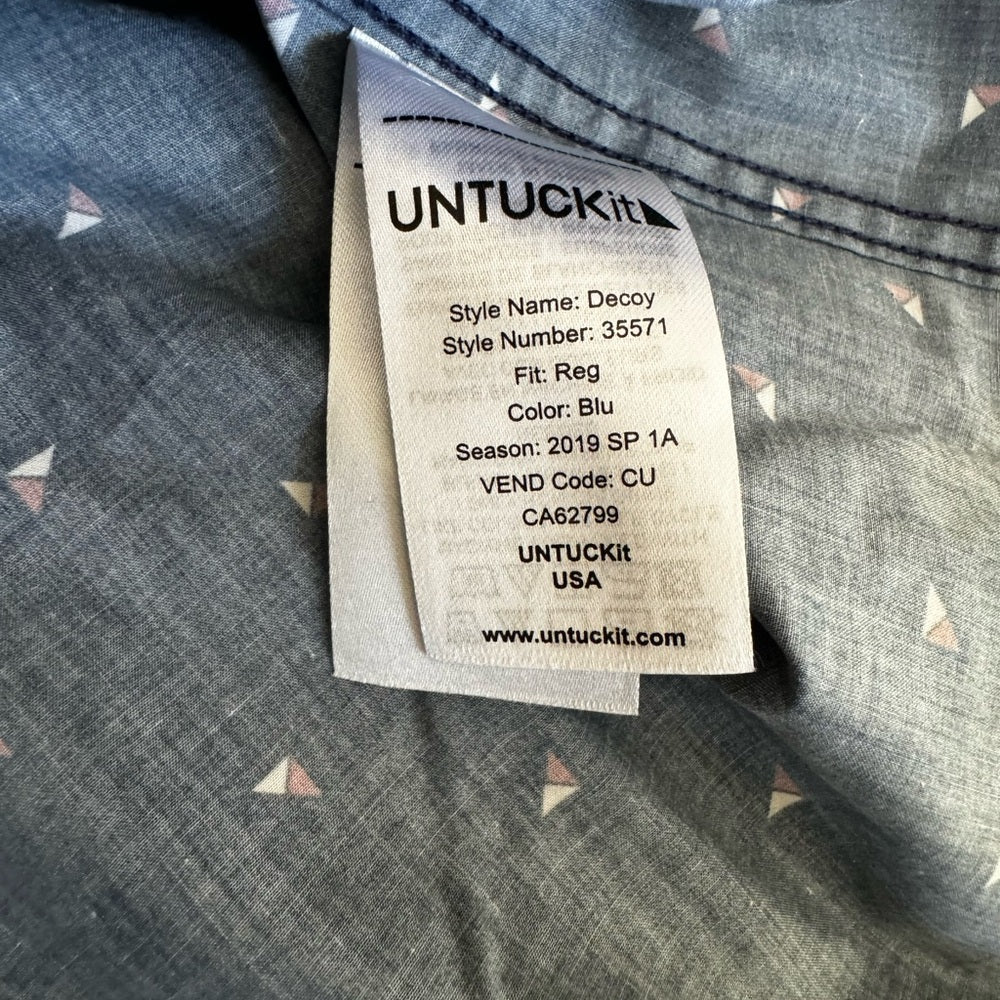 UNTUCKit
Style Name: Decoy
Style Number: 35571
Fit: Reg
Color: Blu
Season: 2019 SP 1A
VEND Code: CU
CA62799
UNTUCKit
USA
www.untuckit.com